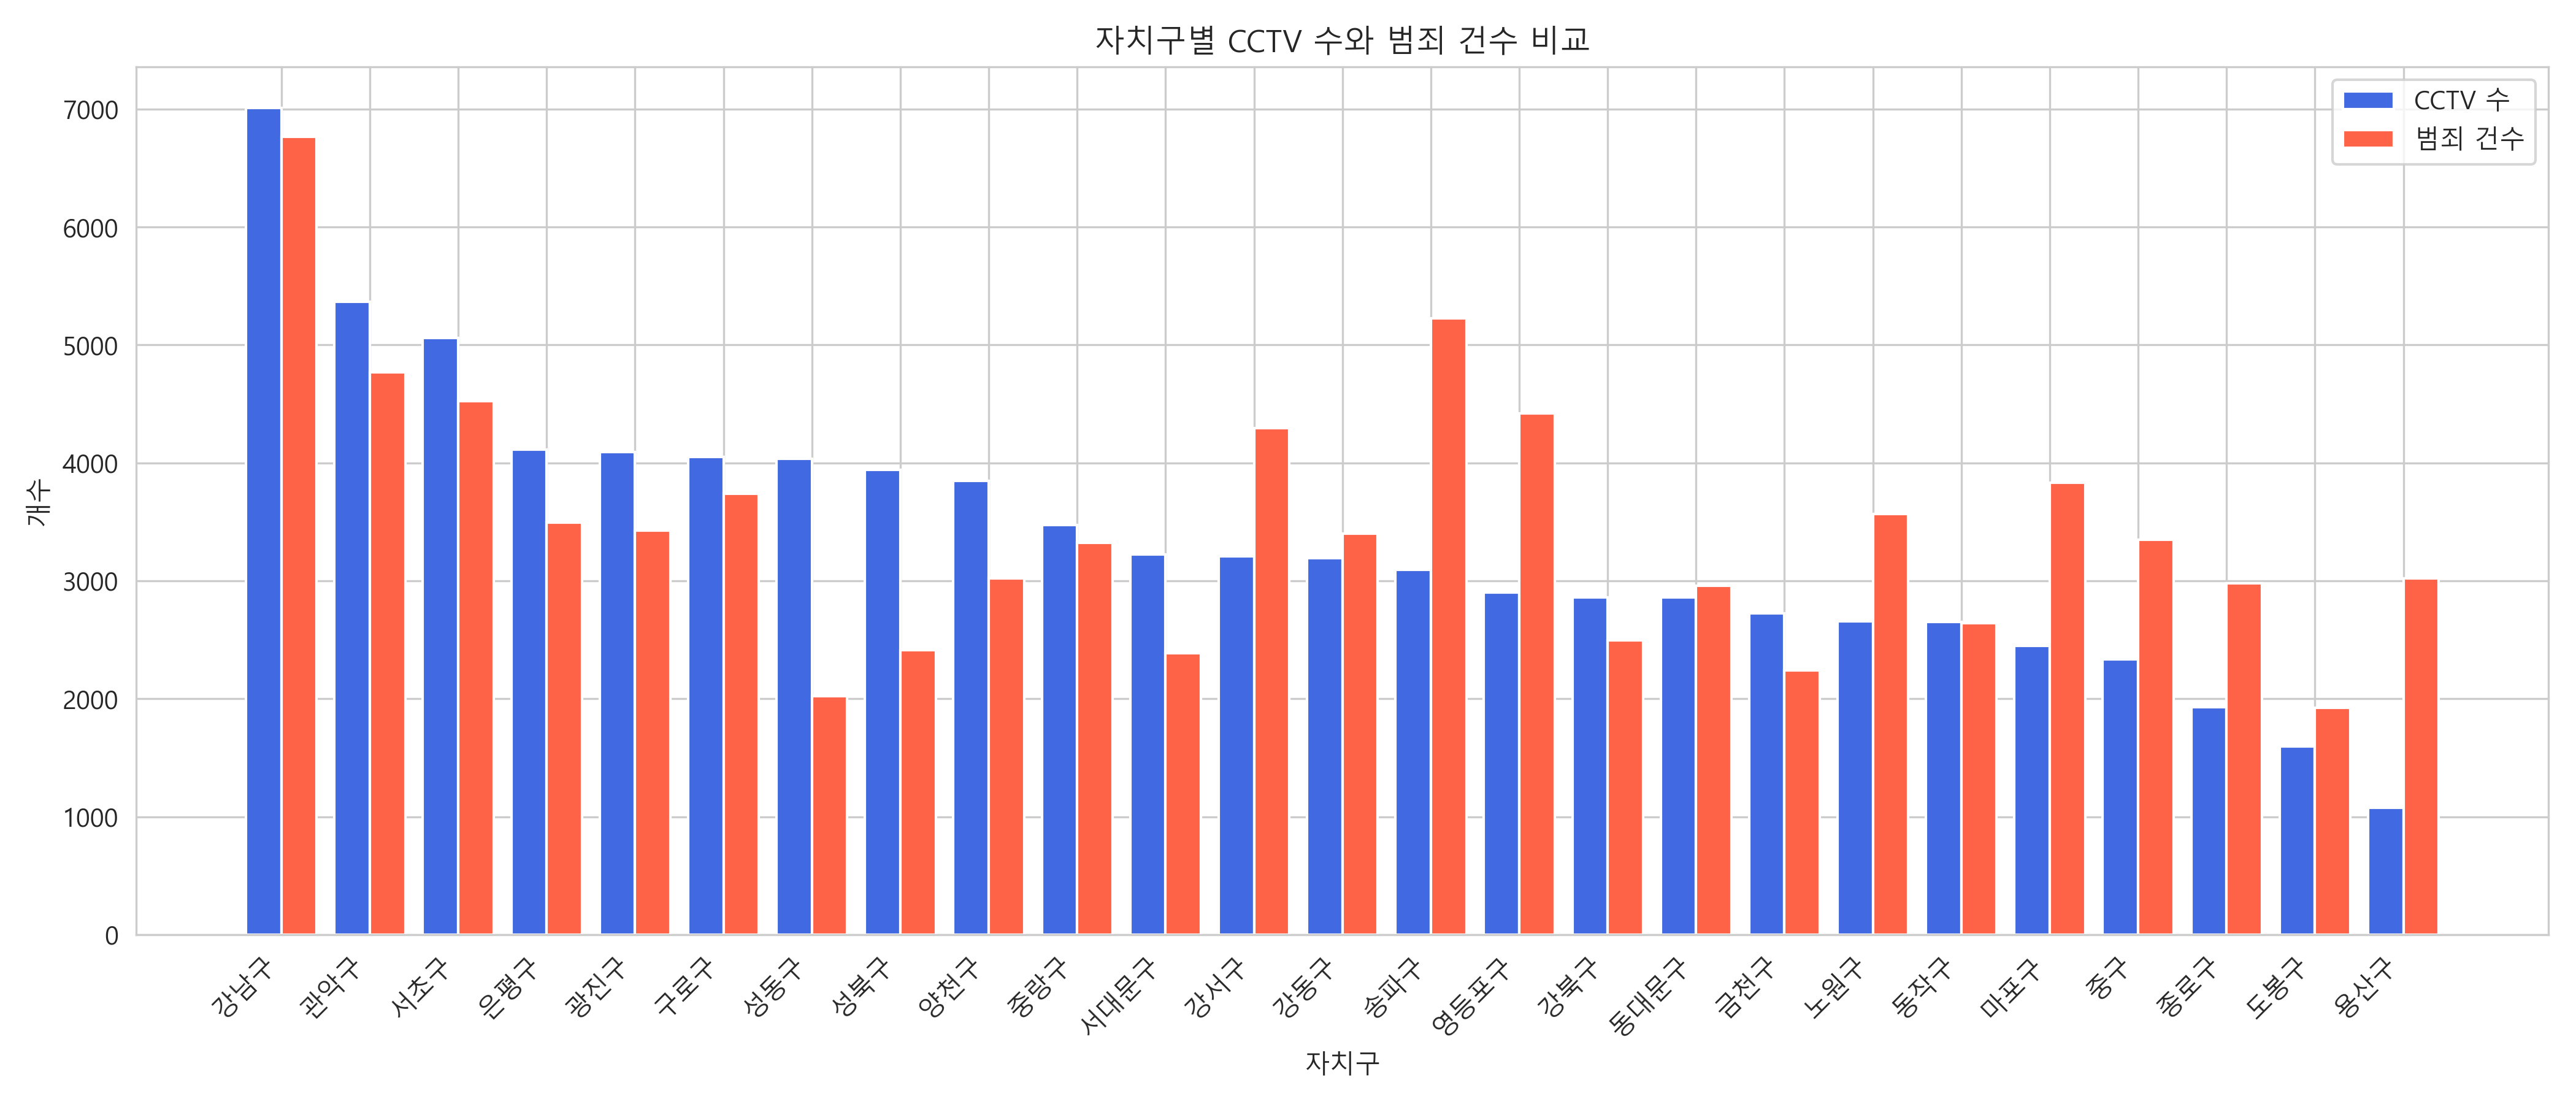 자치구별 CCTV 수와 범죄 건수 비교
CCTV 수
범죄 건수
7000
6000
5000
4000
3000
2000
1000
0
개수
강남구
관악구
서초구
은평구
광진구
구로구
성동구
성북구
양천구
중랑구
서대문구
강서구
강동구
송파구
영등포구
강북구
동대문구
금천구
노원구
동작구
마포구
중구
종로구
도봉구
용산구
자치구